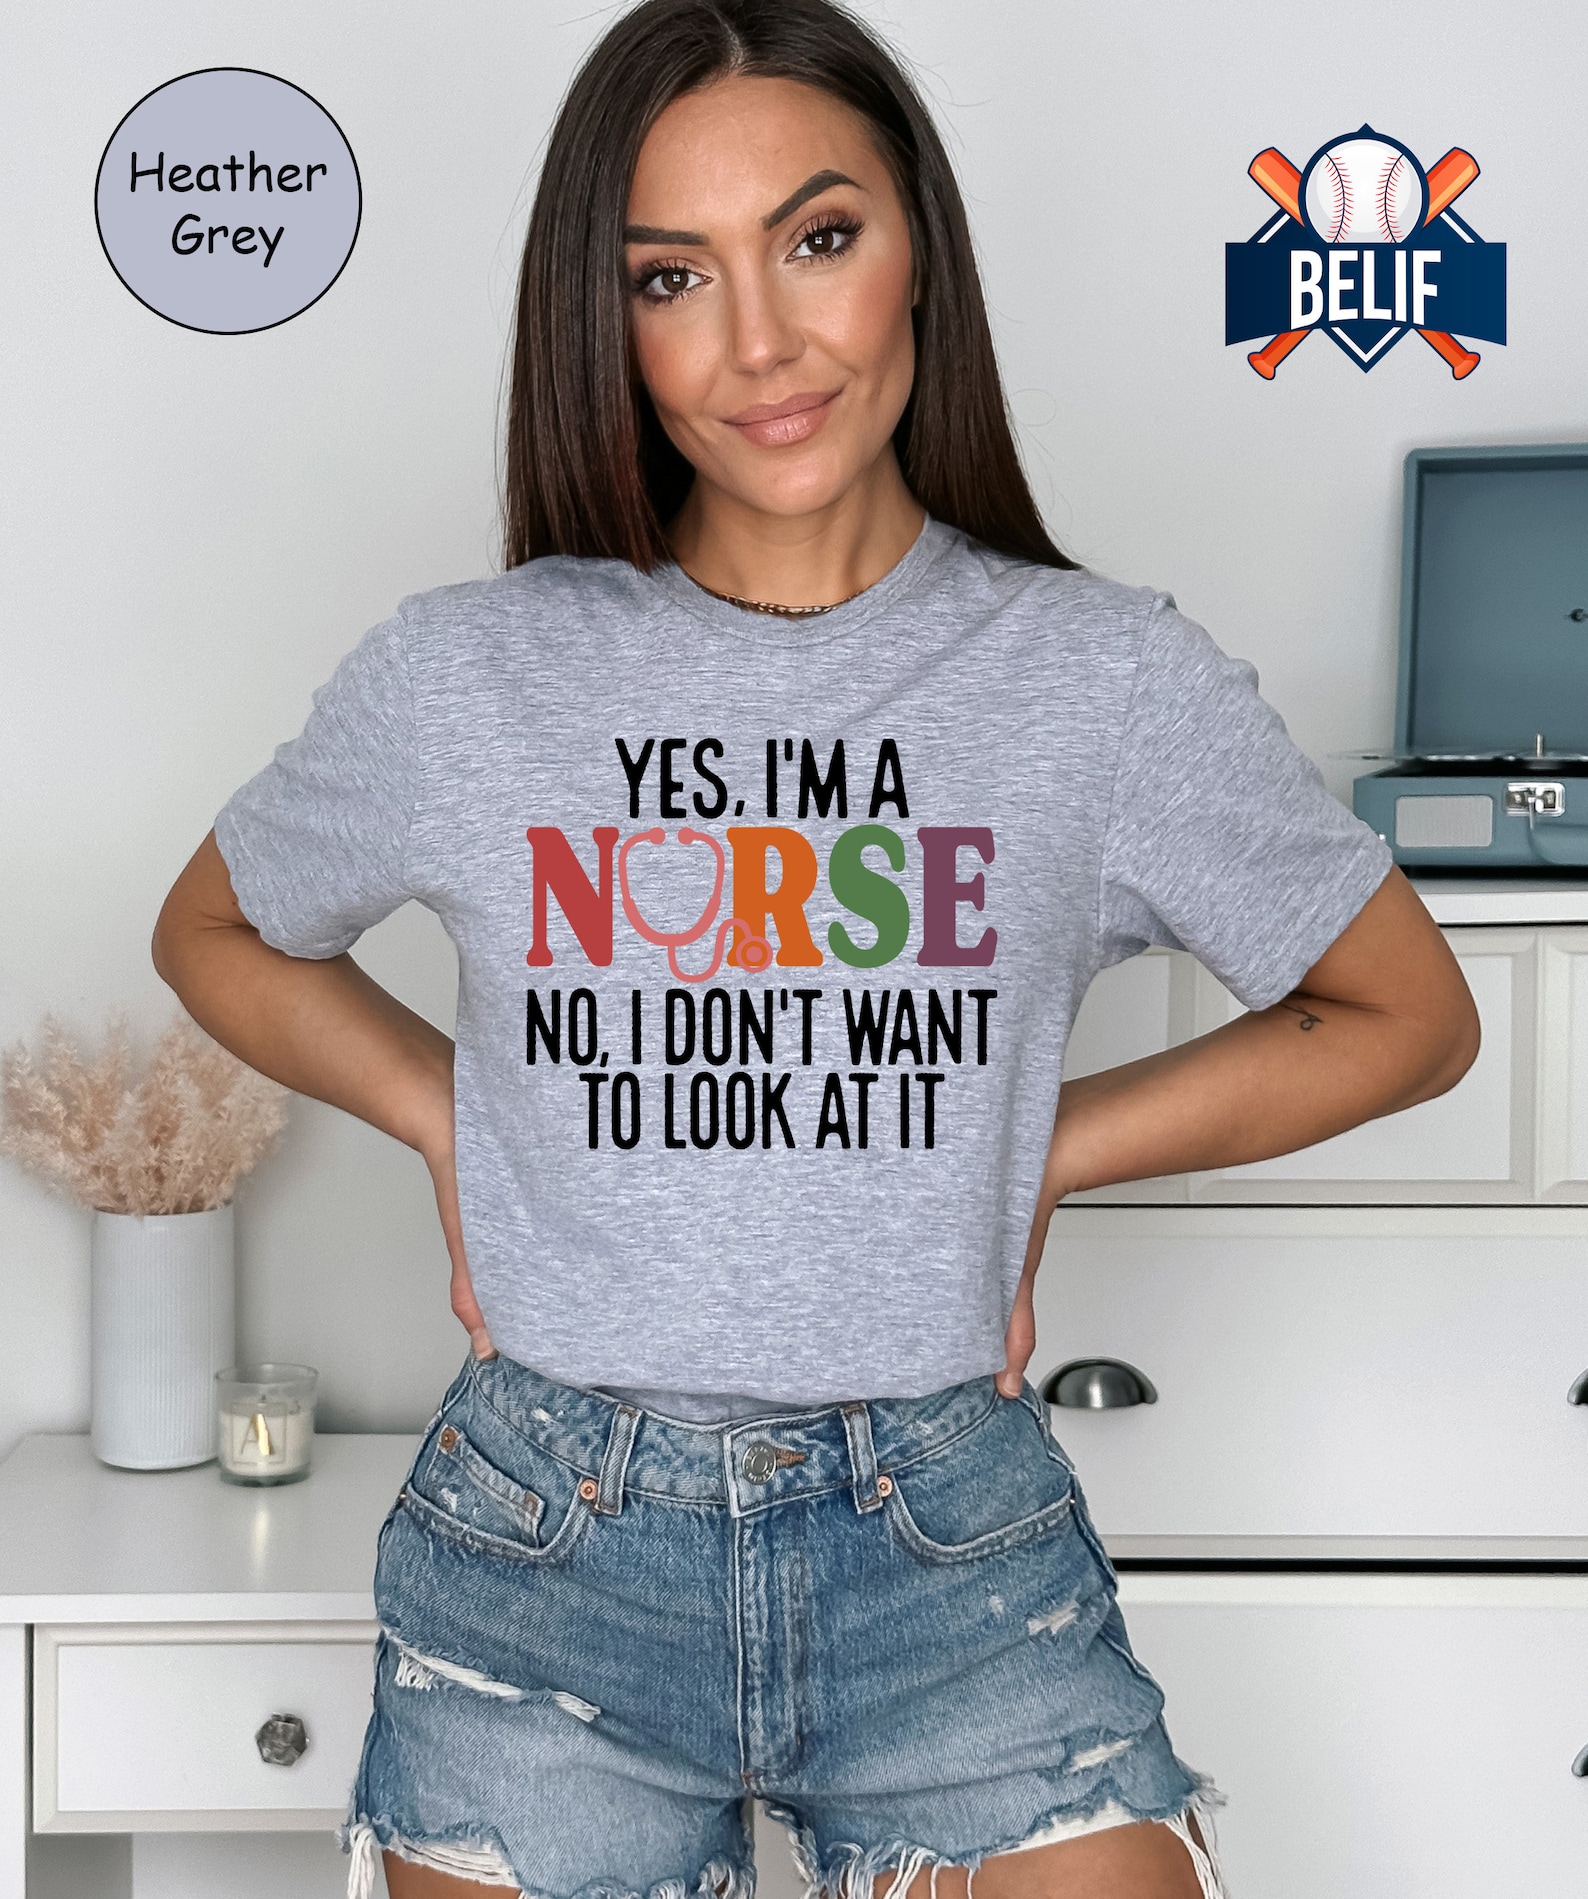 Heather
Grey
BELIF
YES, I'M A
NURSE
NO, I DON'T WANT
TO LOOK AT IT
A